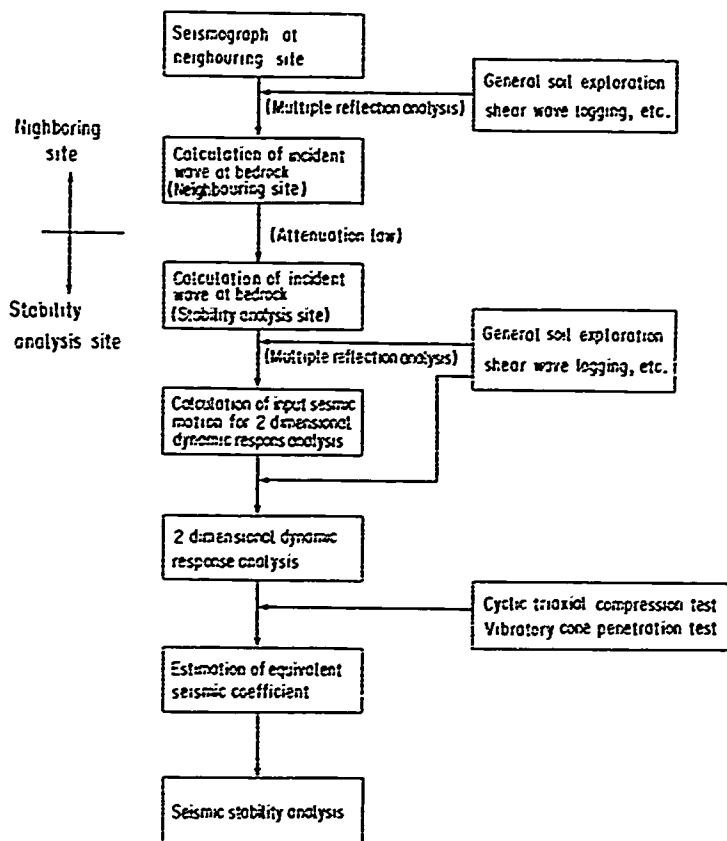 Seismograph at
neighbouring site
General soil exploration
shear wave logging, etc.
(Multiple reflection analysis)
Nighboring
site
Calculation of incident
wave at bedrock
(Neighbouring site)
(Attenuation law)
Stability
analysis site
Calculation of incident
wave at bedrock
(Stability analysis site)
General soil exploration
shear wave logging, etc.
(Multiple reflection analysis)
Calculation of input seismic
motion for 2 dimensional
dynamic respons analysis
2 dimensional dynamic
response analysis
Cyclic triaxial compression test
Vibratory cone penetration test
Estimation of equivalent
seismic coefficient
Seismic stability analysis